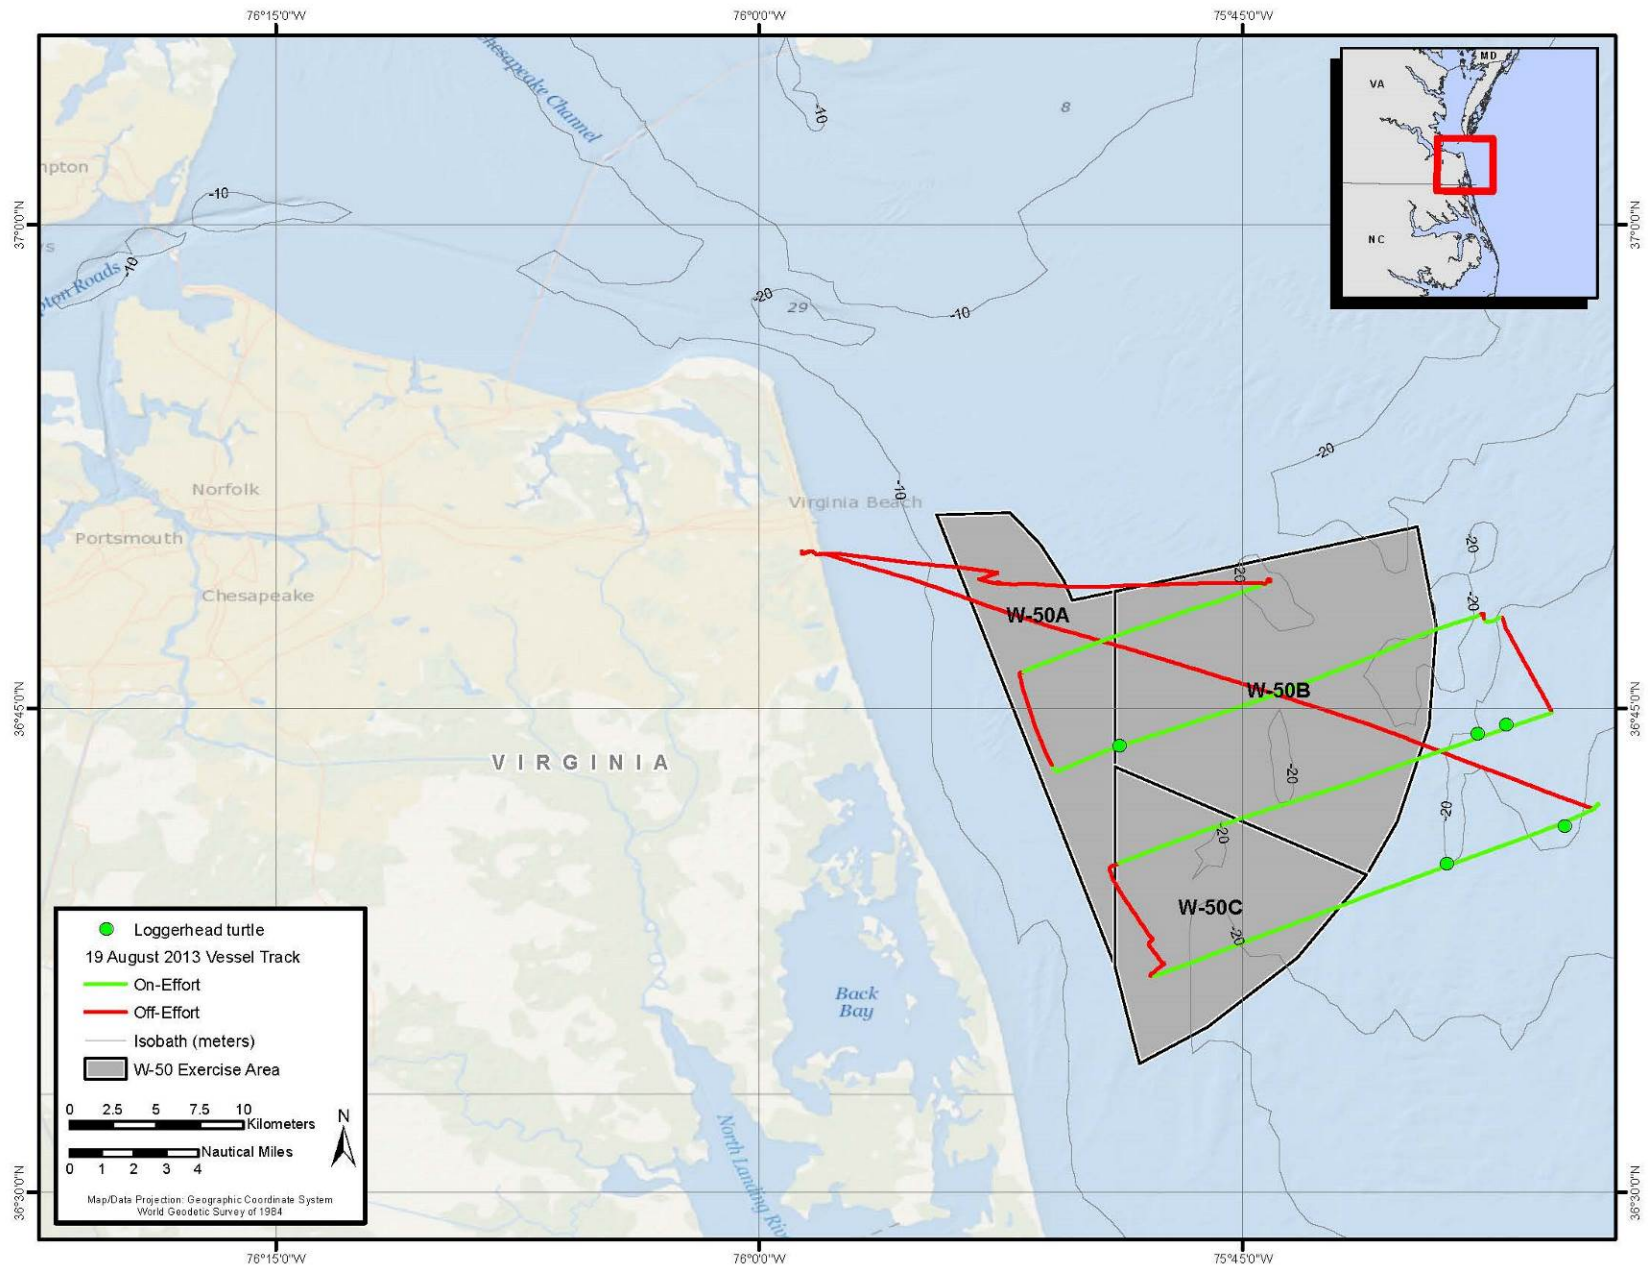 76°15'0"W
76°0'0"W
75°45'0"W
Chesapeake Channel
-10
8
MD
VA
NC
mpton
-10
37°0'0"N
37°0'0"N
-10
pton Roads
-20
29
-10
-20
-10
Norfolk
Virginia Beach
Portsmouth
-20
-20
Chesapeake
-20
W-50A
W-50B
36°45'0"N
36°45'0"N
VIRGINIA
-20
-20
-20
W-50C
-20
Back
Bay
Loggerhead turtle
19 August 2013 Vessel Track
On-Effort
Off-Effort
Isobath (meters)
W-50 Exercise Area
0 2.5 5 7.5 10
Kilometers
N
Nautical Miles
0 1 2 3 4
Map/Data Projection: Geographic Coordinate System
World Geodetic Survey of 1984
North Landing Riv
36°30'0"N
36°30'0"N
76°15'0"W
76°0'0"W
75°45'0"W